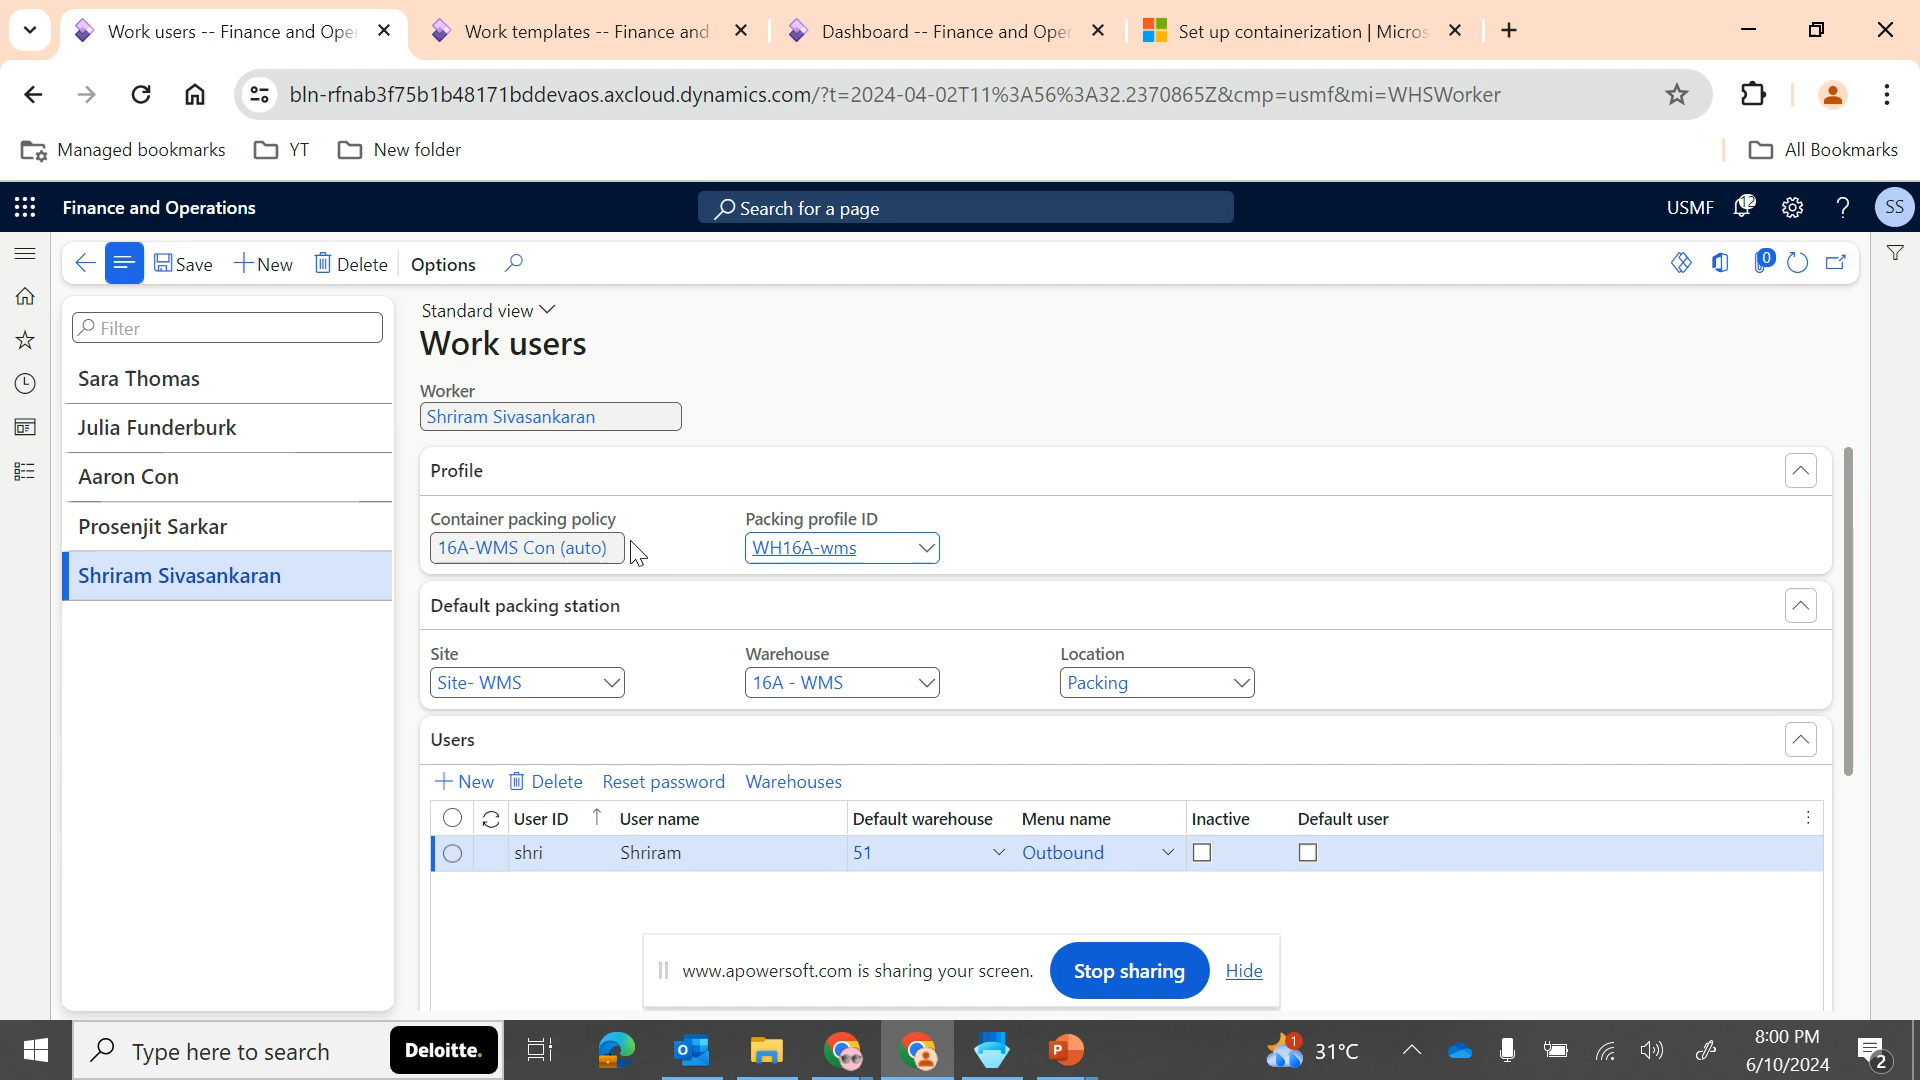 Work users -- Finance and Ope
Work templates -- Finance and
Dashboard -- Finance and Oper
Set up containerization | Micros
bln-rfnab3f75b1b48171bddevaos.axcloud.dynamics.com/?t=2024-04-02T11%3A56%3A32.2370865Z&cmp=usmf&mi=WHSWorker
Managed bookmarks
YT
New folder
All Bookmarks
Finance and Operations
Search for a page
USMF
12
SS
Save
New
Delete
Options
0
Filter
Sara Thomas
Julia Funderburk
Aaron Con
Prosenjit Sarkar
Shriram Sivasankaran
Standard view
Work users
Worker
Shriram Sivasankaran
Profile
Container packing policy
Packing profile ID
16A-WMS Con (auto)
WH16A-wms
Default packing station
Site
Warehouse
Location
Site- WMS
16A - WMS
Packing
Users
New
Delete
Reset password
Warehouses
User ID
User name
Default warehouse
Menu name
Inactive
Default user
shri
Shriram
51
Outbound
www.apowersoft.com is sharing your screen.
Stop sharing
Hide
Type here to search
Deloitte.
1
31°C
8:00 PM
6/10/2024
2